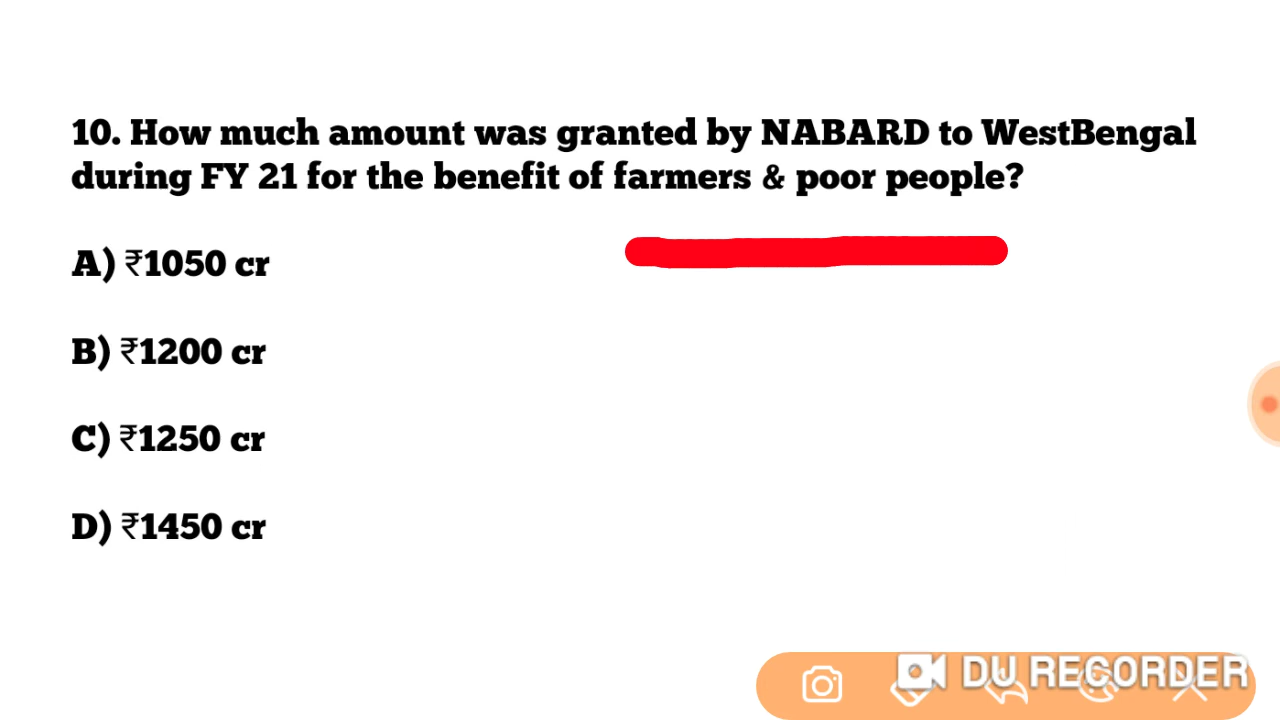 10. How much amount was granted by NABARD to WestBengal
during FY 21 for the benefit of farmers & poor people?
A) ₹1050 cr
B) ₹1200 cr
C) ₹1250 cr
D) ₹1450 cr
DU RECORDER